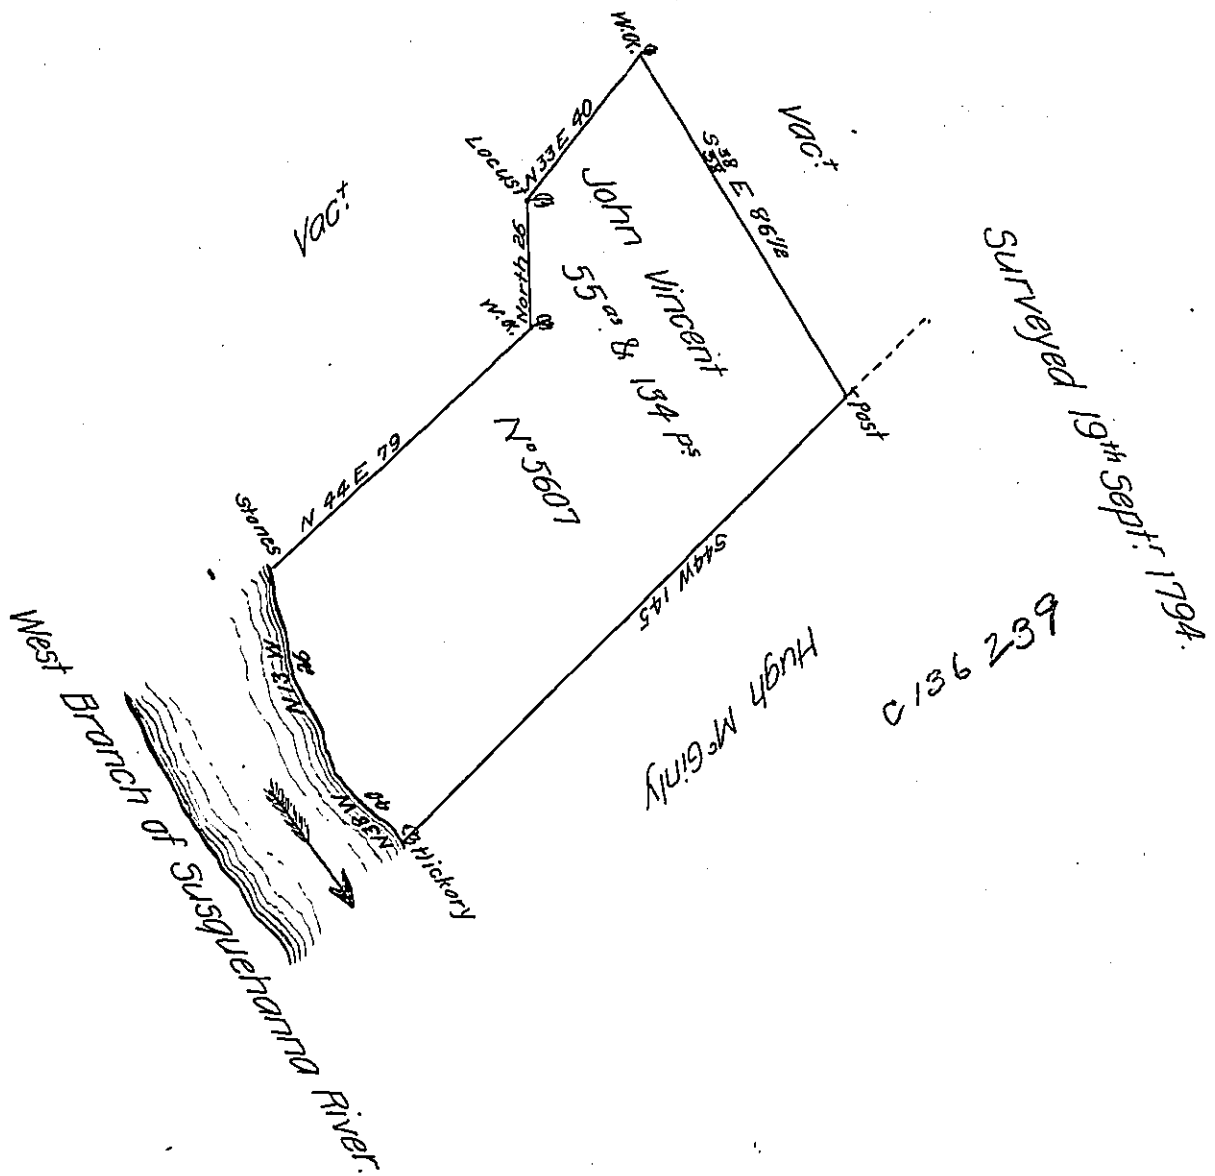 W.O.
Vac.t
S 38 E 86 1/2
58
N 33 E 40
Locust
Vac.t
John Vincent
55 as & 134 ps
North 26
W.O.
No 5607
Surveyed 19th Sept.r 1794.
Post
N 44 E 79
Stones
S44W 145
Hugh McGinly
C 136 239
N 13 W
N38W
40
Hickory
West Branch of Susquehanna River.